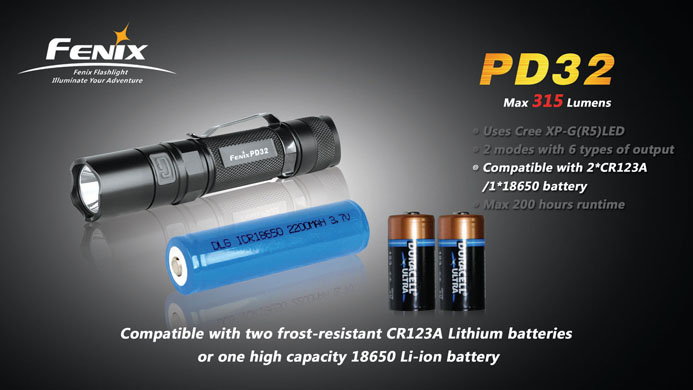 FENIX
Fenix Flashlight
Illuminate Your Adventure
PD32
Max 315 Lumens
Uses Cree XP-G(R5)LED
2 modes with 6 types of output
Compatible with 2*CR123A
/1*18650 battery
Max 200 hours runtime
FENIX PD32
DLG ICR18650 2200MAH 3.7V
DURACELL
ULTRA
DURACELL
ULTRA
Compatible with two frost-resistant CR123A Lithium batteries
or one high capacity 18650 Li-ion battery